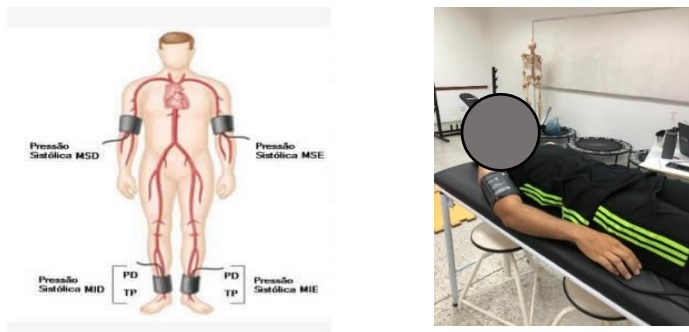 Pressão
Sistólica MSD
Pressão
Sistólica MSE
Pressão
Sistólica MID
PD
TP
PD
TP
Pressão
Sistólica MIE